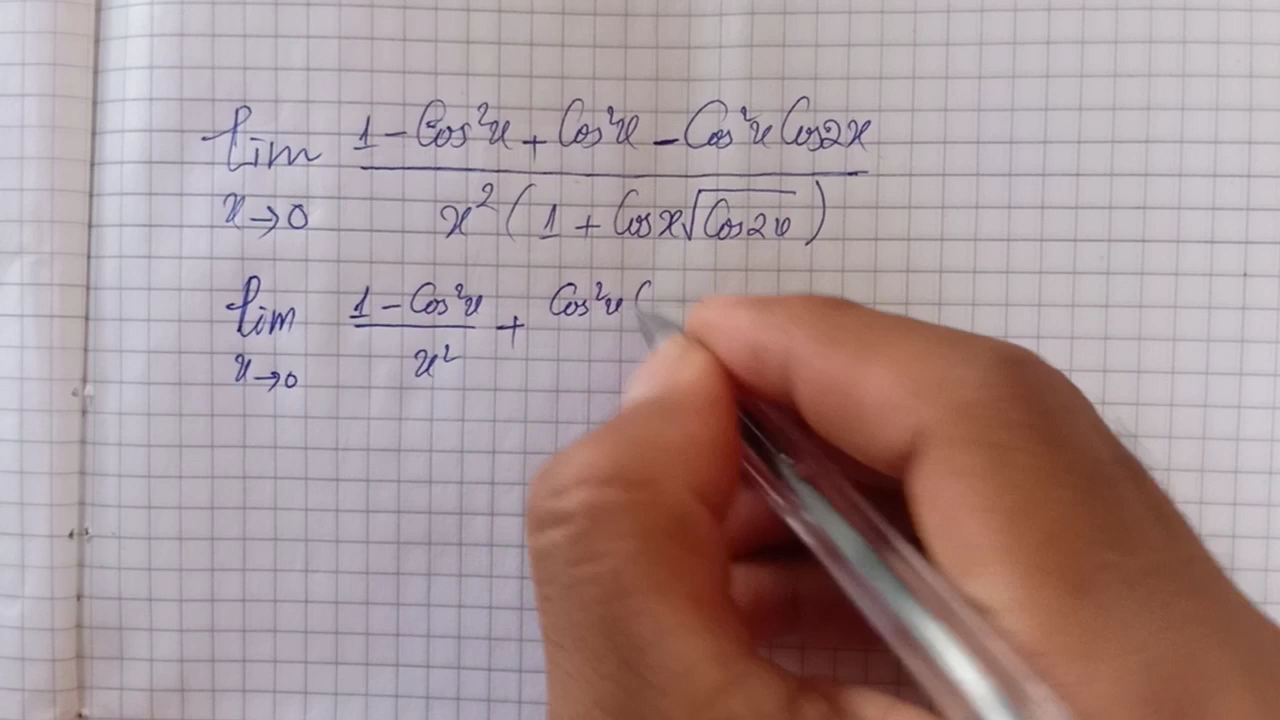 lim 1 - Cos²x + Cos²x - Cos²x Cos2x
x→0 x² ( 1 + Cosx√Cos2x )
lim 1 - Cos²x + Cos²x (
x→0 x²